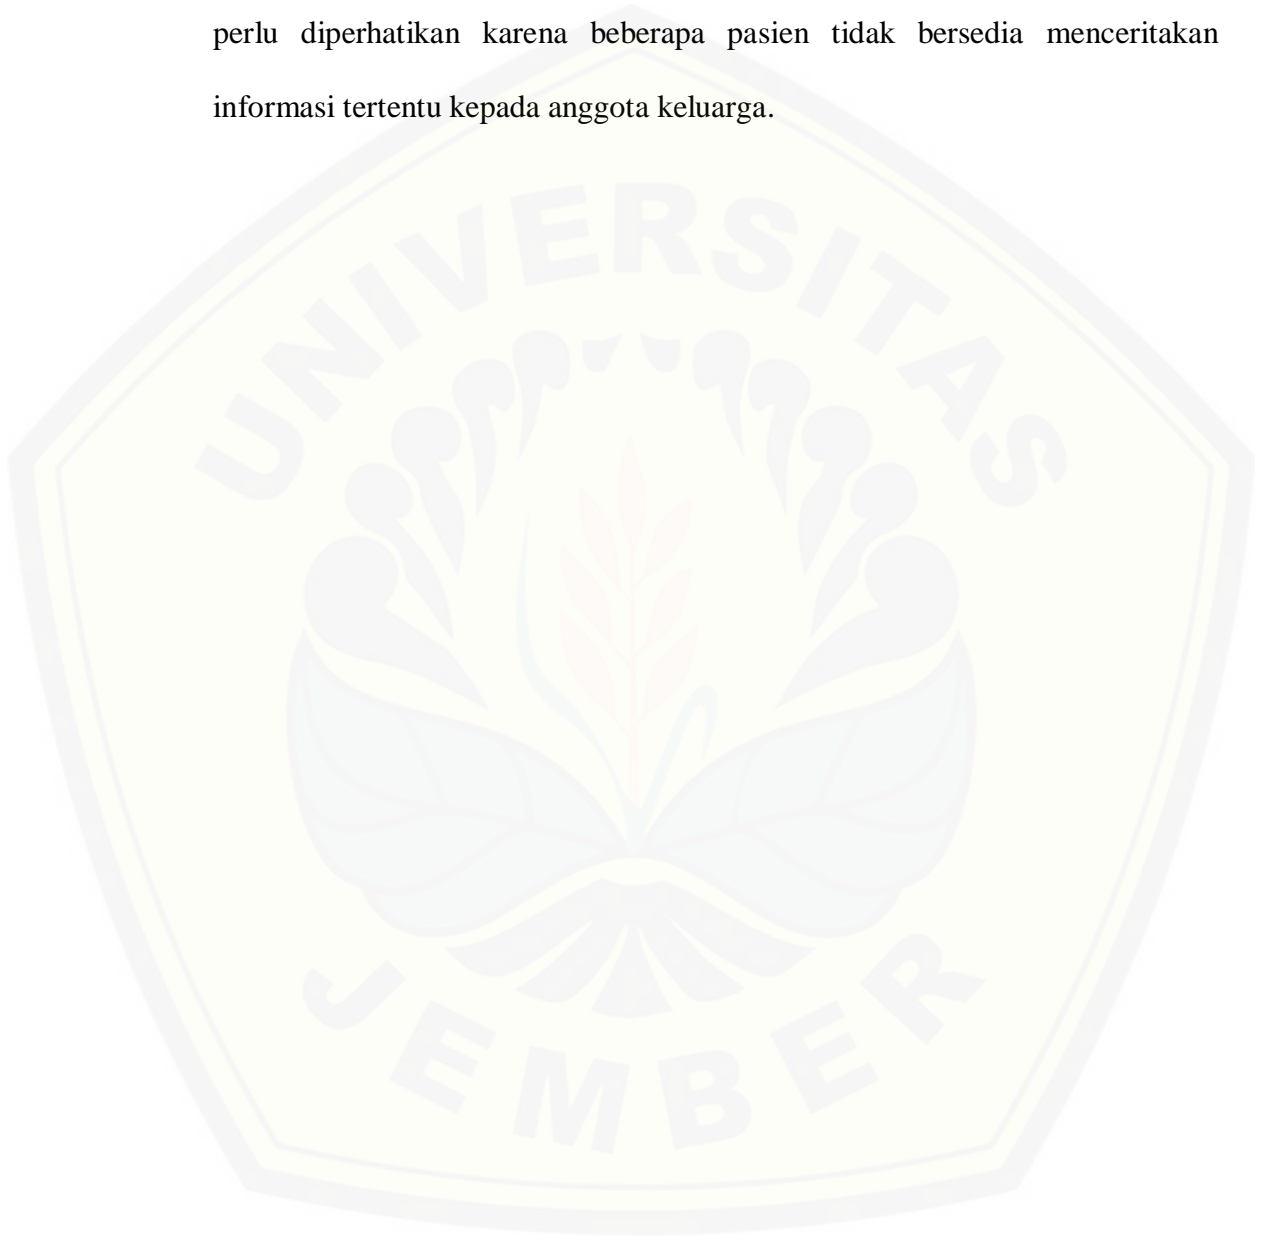 perlu diperhatikan karena beberapa pasien tidak bersedia menceritakan
informasi tertentu kepada anggota keluarga.
UNIVERSITAS
JEMBER